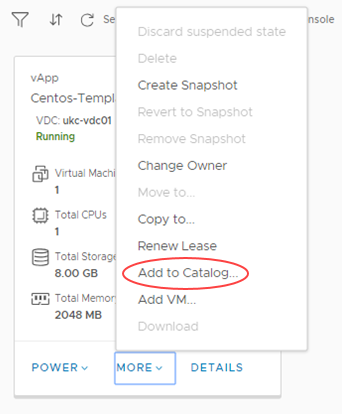 Se
nsole
Discard suspended state
Delete
Create Snapshot
Revert to Snapshot
Remove Snapshot
Change Owner
Move to...
Copy to...
Renew Lease
Add to Catalog...
Add VM...
Download
vApp
Centos-Templa
VDC: ukc-vdc01
Running
Virtual Machi
1
Total CPUs
1
Total Storage
8.00 GB
Total Memory
2048 MB
POWER
MORE
DETAILS